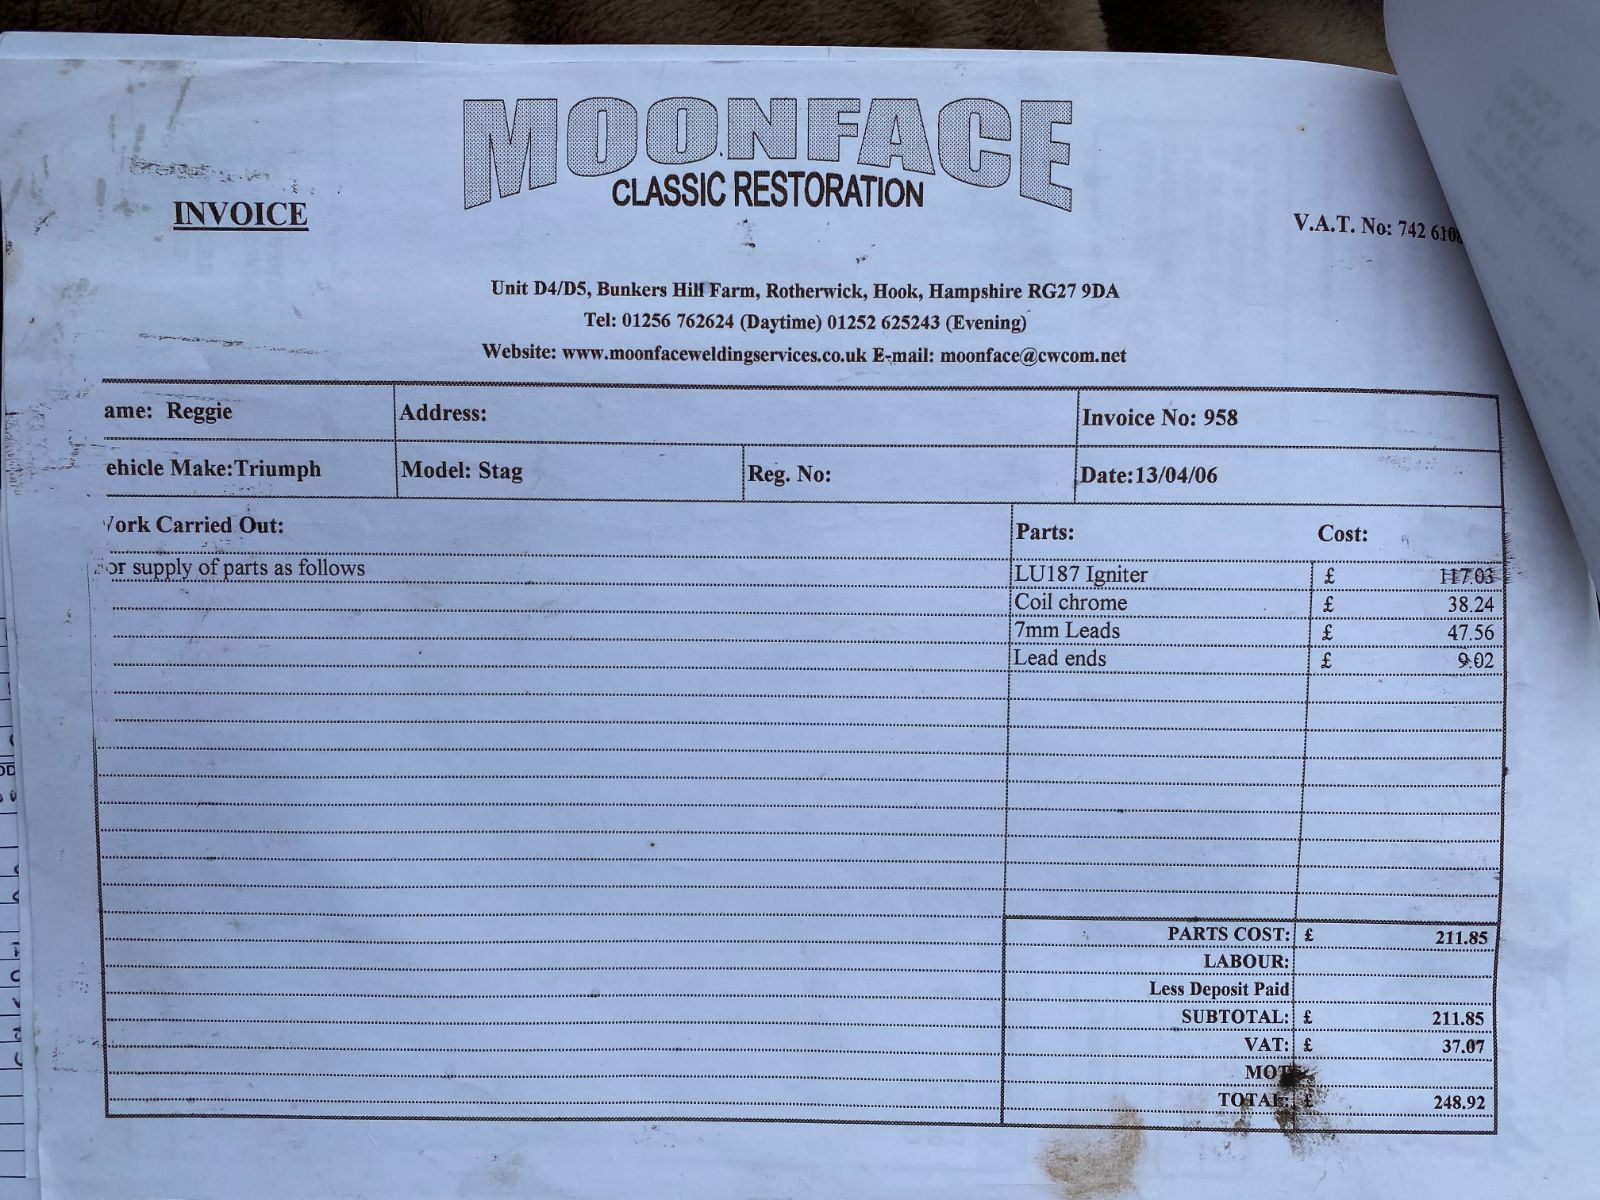 MOONFACE
CLASSIC RESTORATION
INVOICE
V.A.T. No: 742 610
Unit D4/D5, Bunkers Hill Farm, Rotherwick, Hook, Hampshire RG27 9DA
Tel: 01256 762624 (Daytime) 01252 625243 (Evening)
Website: www.moonfaceweldingservices.co.uk E-mail: moonface@cwcom.net
ame: Reggie Address: Invoice No: 958
ehicle Make:Triumph Model: Stag Reg. No: Date:13/04/06
ork Carried Out: Parts: Cost:
or supply of parts as follows
LU187 Igniter £ 117.03
Coil chrome £ 38.24
7mm Leads £ 47.56
Lead ends £ 9.02
PARTS COST: £ 211.85
LABOUR:
Less Deposit Paid
SUBTOTAL: £ 211.85
VAT: £ 37.07
MOT
TOTAL: £ 248.92